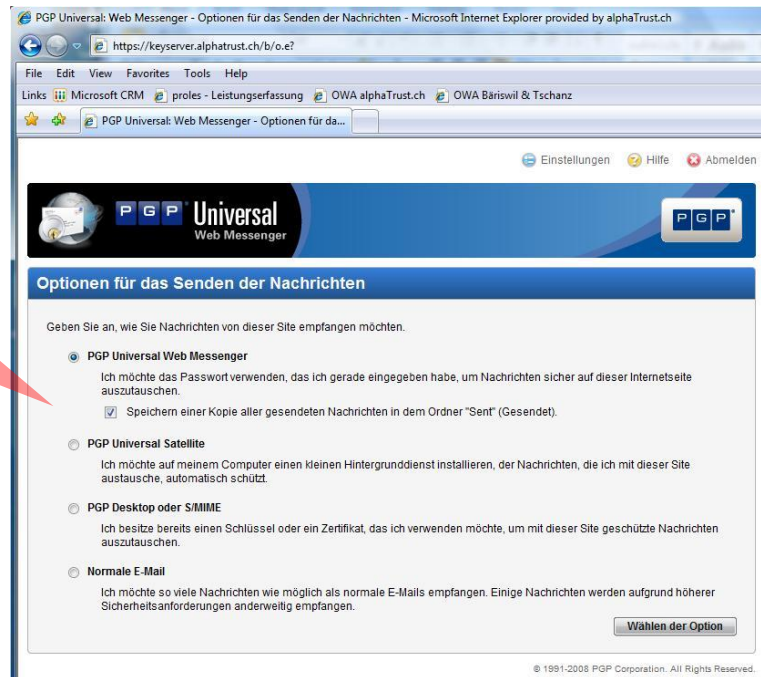 PGP Universal: Web Messenger - Optionen für das Senden der Nachrichten - Microsoft Internet Explorer provided by alphaTrust.ch
https://keyserver.alphatrust.ch/b/o.e?
File Edit View Favorites Tools Help
Links Microsoft CRM proles - Leistungserfassung OWA alphaTrust.ch OWA Bäriswil & Tschanz
PGP Universal: Web Messenger - Optionen für da...
Einstellungen Hilfe Abmelden
PGP Universal PGP
Web Messenger
Optionen für das Senden der Nachrichten
Geben Sie an, wie Sie Nachrichten von dieser Site empfangen möchten.
PGP Universal Web Messenger
Ich möchte das Passwort verwenden, das ich gerade eingegeben habe, um Nachrichten sicher auf dieser Internetseite
auszutauschen.
Speichern einer Kopie aller gesendeten Nachrichten in dem Ordner "Sent" (Gesendet).
PGP Universal Satellite
Ich möchte auf meinem Computer einen kleinen Hintergrunddienst installieren, der Nachrichten, die ich mit dieser Site
austausche, automatisch schützt.
PGP Desktop oder S/MIME
Ich besitze bereits einen Schlüssel oder ein Zertifikat, das ich verwenden möchte, um mit dieser Site geschützte Nachrichten
auszutauschen.
Normale E-Mail
Ich möchte so viele Nachrichten wie möglich als normale E-Mails empfangen. Einige Nachrichten werden aufgrund höherer
Sicherheitsanforderungen anderweitig empfangen.
Wählen der Option
© 1991-2008 PGP Corporation. All Rights Reserved.